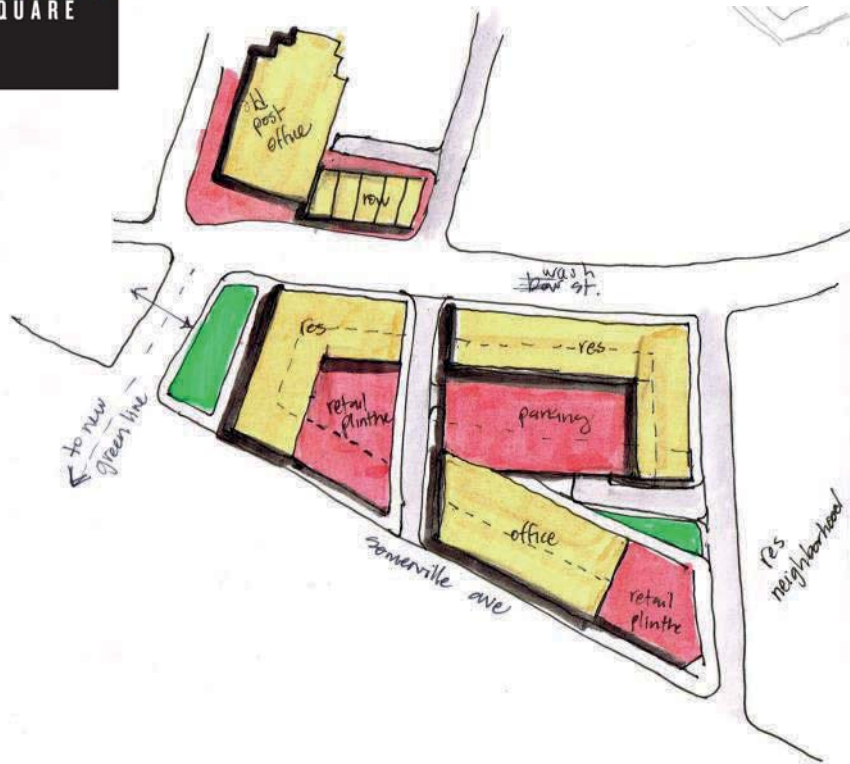 QUARE
old
post
office
row
wash
st.
res
res
retail
plinthe
parking
to new
green line
office
somerville ave
retail
plinthe
res
neighborhood